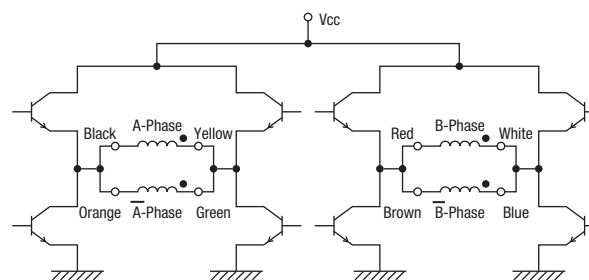 Vcc
Black A-Phase Yellow Red B-Phase White
Orange A̅-Phase Green Brown B̅-Phase Blue